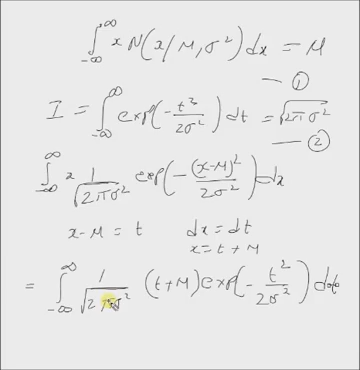 ∫_{-∞}^{∞} x N(x/M, σ²) dx = M
— ①
I = ∫_{-∞}^{∞} exp(-t²/2σ²) dt = √2πσ²
— ②
∫_{-∞}^{∞} x 1/√2πσ² exp(-(x-M)²/2σ²) dx
x-M = t dx = dt
x = t + M
= ∫_{-∞}^{∞} 1/√2πσ² (t+M) exp(-t²/2σ²)